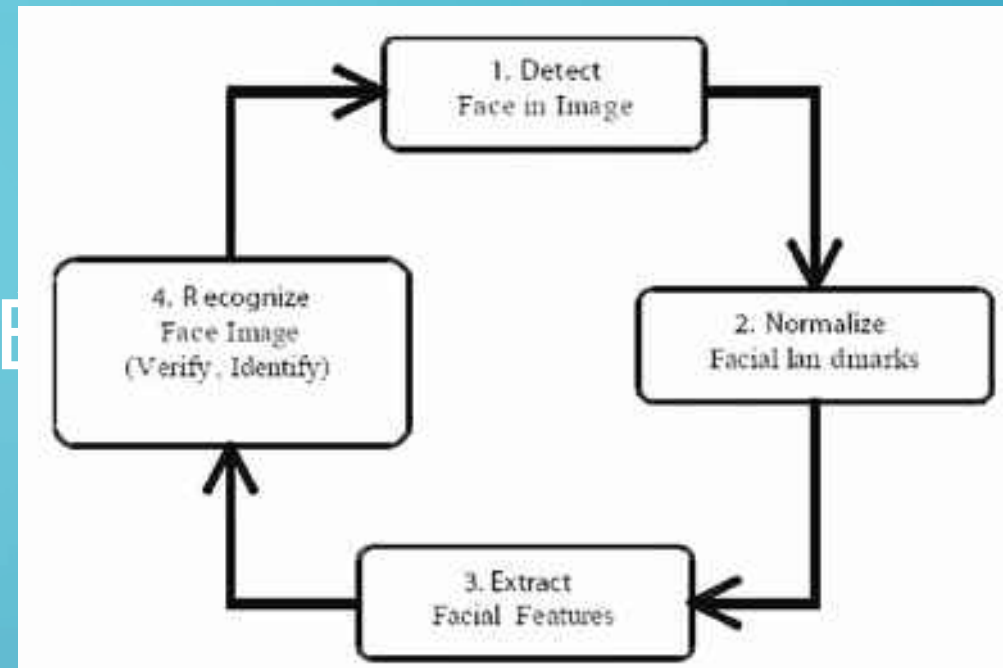 1. Detect
Face in Image
2. Normalize
Facial lan dmarks
3. Extract
Facial Features
4. R ecognize
Face Image
(Verify, Identify)